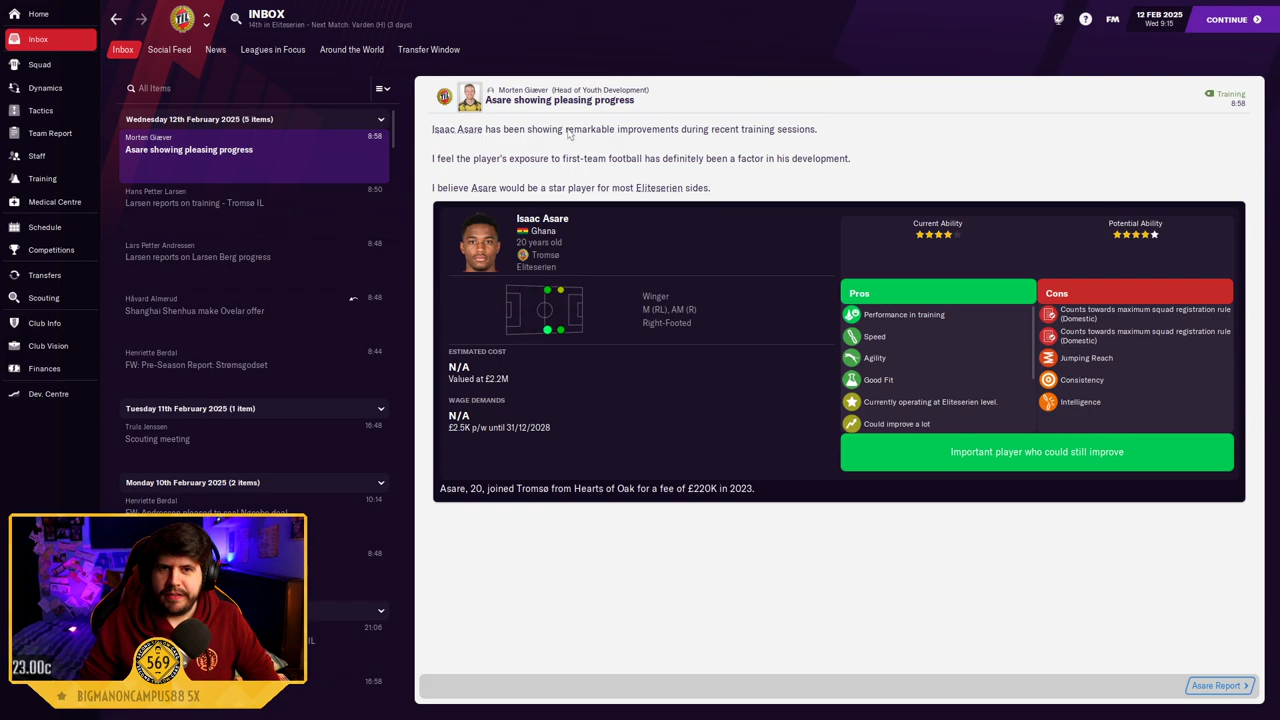 Home
Inbox
Squad
Dynamics
Tactics
Team Report
Staff
Training
Medical Centre
Schedule
Competitions
Transfers
Scouting
Club Info
Club Vision
Finances
Dev. Centre
TIL
INBOX
14th in Eliteserien - Next Match: Varden (H) (3 days)
FM
12 FEB 2025
Wed 9:15
CONTINUE
Inbox
Social Feed
News
Leagues in Focus
Around the World
Transfer Window
All Items
Wednesday 12th February 2025 (5 items)
Morten Giæver
8:58
Asare showing pleasing progress
Hans Petter Larsen
8:50
Larsen reports on training - Tromsø IL
Lars Petter Andressen
8:48
Larsen reports on Larsen Berg progress
Håvard Almerud
8:48
Shanghai Shenhua make Ovelar offer
Henriette Berdal
8:44
FW: Pre-Season Report: Strømsgodset
Tuesday 11th February 2025 (1 item)
Truls Jenssen
16:48
Scouting meeting
Monday 10th February 2025 (2 items)
Henriette Berdal
10:14
8:48
21:06
IL
16:58
Morten Giæver (Head of Youth Development)
Asare showing pleasing progress
Training
8:58
Isaac Asare has been showing remarkable improvements during recent training sessions.
I feel the player's exposure to first-team football has definitely been a factor in his development.
I believe Asare would be a star player for most Eliteserien sides.
Isaac Asare
Ghana
20 years old
Tromsø
Eliteserien
Winger
M (RL), AM (R)
Right-Footed
ESTIMATED COST
N/A
Valued at £2.2M
WAGE DEMANDS
N/A
£2.5K p/w until 31/12/2028
Current Ability
Potential Ability
Pros
Performance in training
Speed
Agility
Good Fit
Currently operating at Eliteserien level.
Could improve a lot
Cons
Counts towards maximum squad registration rule
(Domestic)
Counts towards maximum squad registration rule
(Domestic)
Jumping Reach
Consistency
Intelligence
Important player who could still improve
Asare, 20, joined Tromsø from Hearts of Oak for a fee of £220K in 2023.
Asare Report
23.00c
569
BIGMANONCAMPUS88 5X